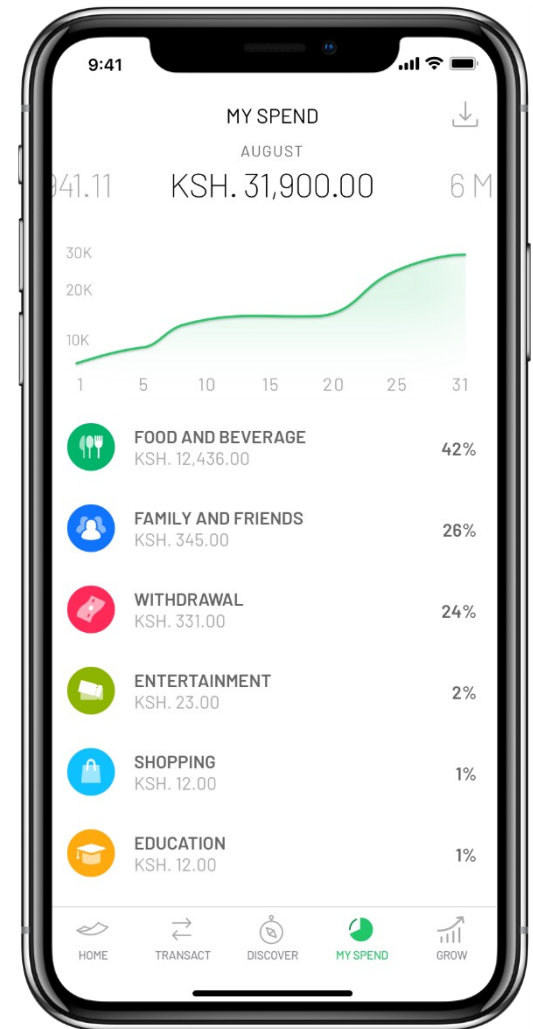 9:41
MY SPEND
AUGUST
941.11 KSH. 31,900.00 6 M
30K
20K
10K
1 5 10 15 20 25 31
FOOD AND BEVERAGE
KSH. 12,436.00
42%
FAMILY AND FRIENDS
KSH. 345.00
26%
WITHDRAWAL
KSH. 331.00
24%
ENTERTAINMENT
KSH. 23.00
2%
SHOPPING
KSH. 12.00
1%
EDUCATION
KSH. 12.00
1%
HOME TRANSACT DISCOVER MY SPEND GROW